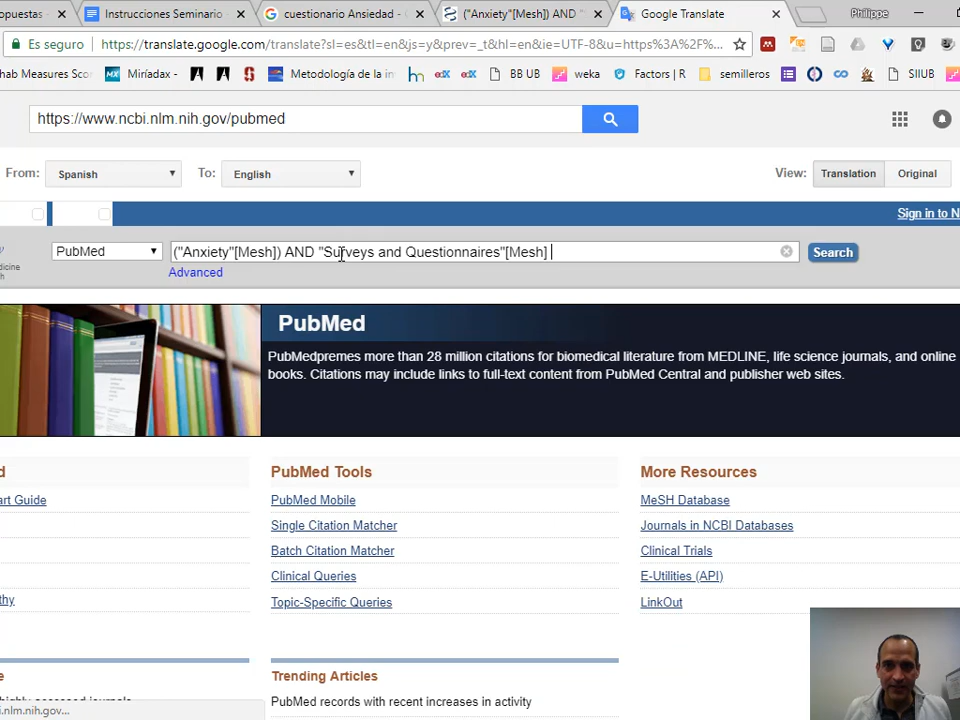 opuestas
Instrucciones Seminario
cuestionario Ansiedad -
("Anxiety"[Mesh]) AND
Google Translate
Philippe
Es seguro
https://translate.google.com/translate?sl=es&tl=en&js=y&prev=_t&hl=en&ie=UTF-8&u=https%3A%2F%...
hab Measures Sco
Miríadax -
Metodología de la in
BB UB
weka
Factors | R
semilleros
SIIUB
https://www.ncbi.nlm.nih.gov/pubmed
From:
Spanish
To:
English
View:
Translation
Original
Sign in to N
PubMed
("Anxiety"[Mesh]) AND "Surveys and Questionnaires"[Mesh]
Search
dicine
h
Advanced
PubMed
PubMedpremes more than 28 million citations for biomedical literature from MEDLINE, life science journals, and online
books. Citations may include links to full-text content from PubMed Central and publisher web sites.
d
PubMed Tools
More Resources
art Guide
PubMed Mobile
MeSH Database
Single Citation Matcher
Journals in NCBI Databases
Batch Citation Matcher
Clinical Trials
Clinical Queries
E-Utilities (API)
thy
Topic-Specific Queries
LinkOut
e
Trending Articles
PubMed records with recent increases in activity
i.nlm.nih.gov...